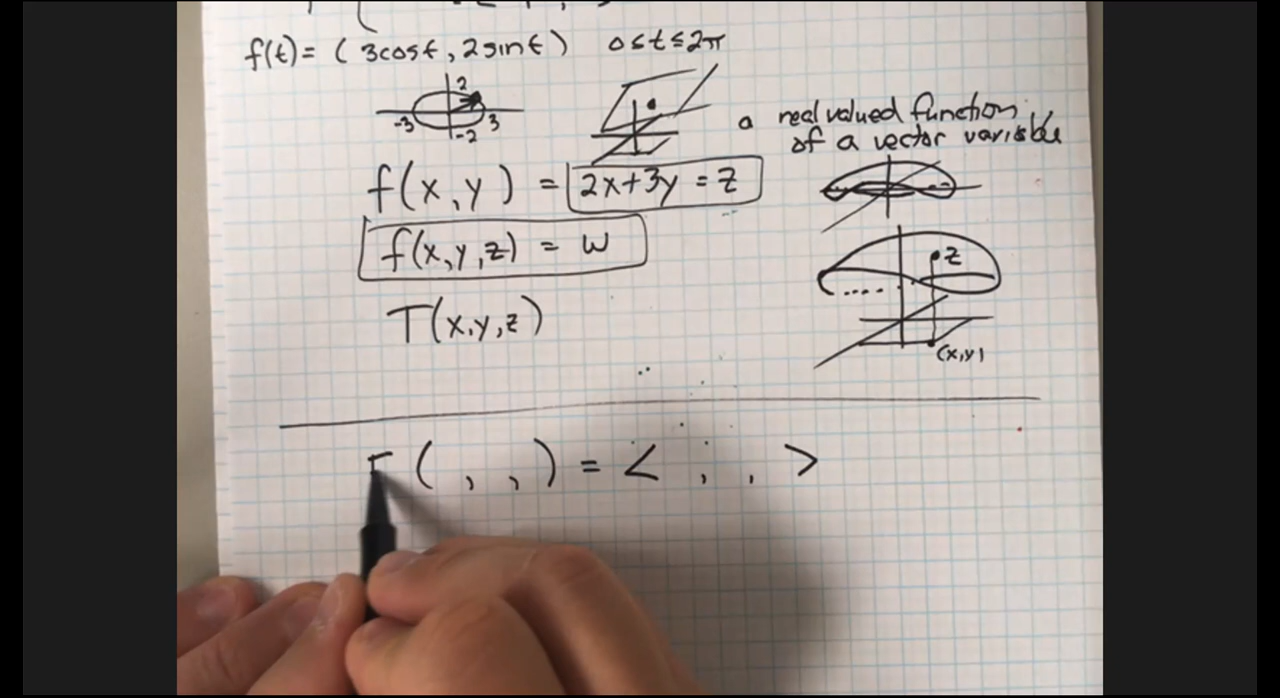 f(t) = ( 3cost, 2sint ) 0≤t≤2π
2
-3 3
-2
a real valued function
of a vector variable
f(x,y) = 2x+3y = z
f(x,y,z) = w
z
T(x,y,z)
(x,y)
( , , ) = < , , >